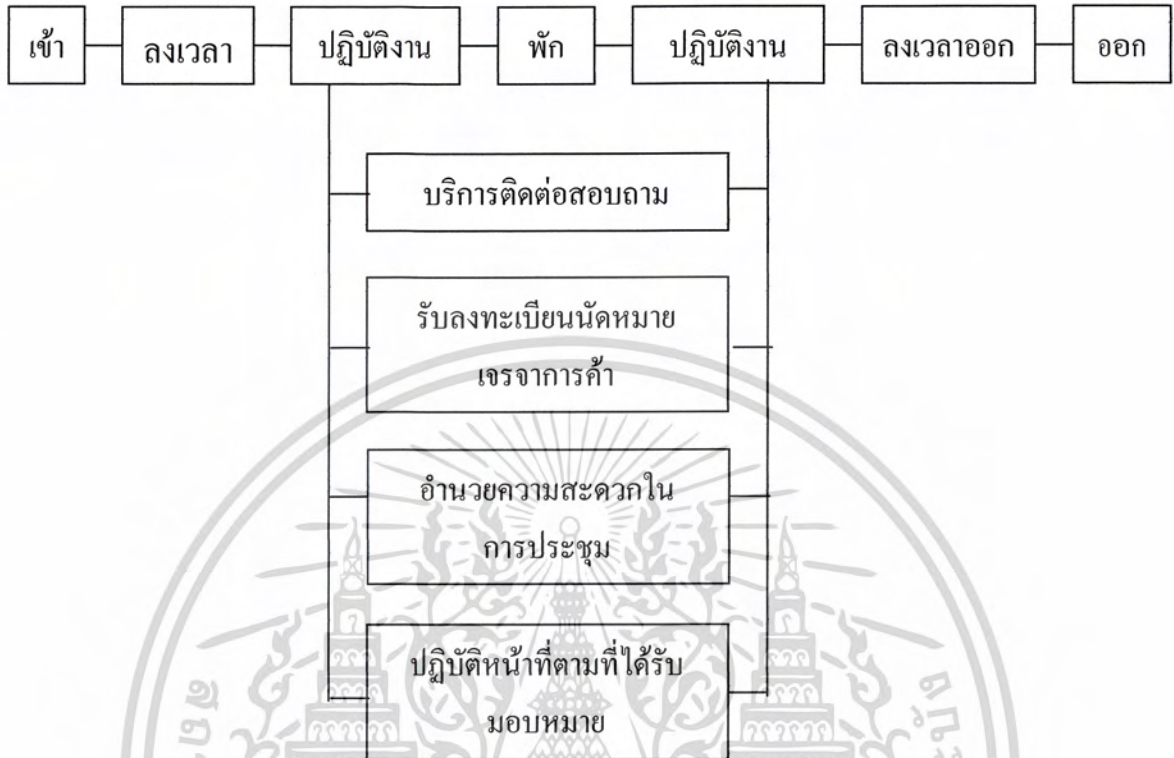 เข้า ลงเวลา ปฏิบัติงาน พัก ปฏิบัติงาน ลงเวลาออก ออก
บริการติดต่อสอบถาม
รับลงทะเบียนนัดหมาย
เจรจาการค้า
อำนวยความสะดวกใน
การประชุม
ปฏิบัติหน้าที่ตามที่ได้รับ
มอบหมาย